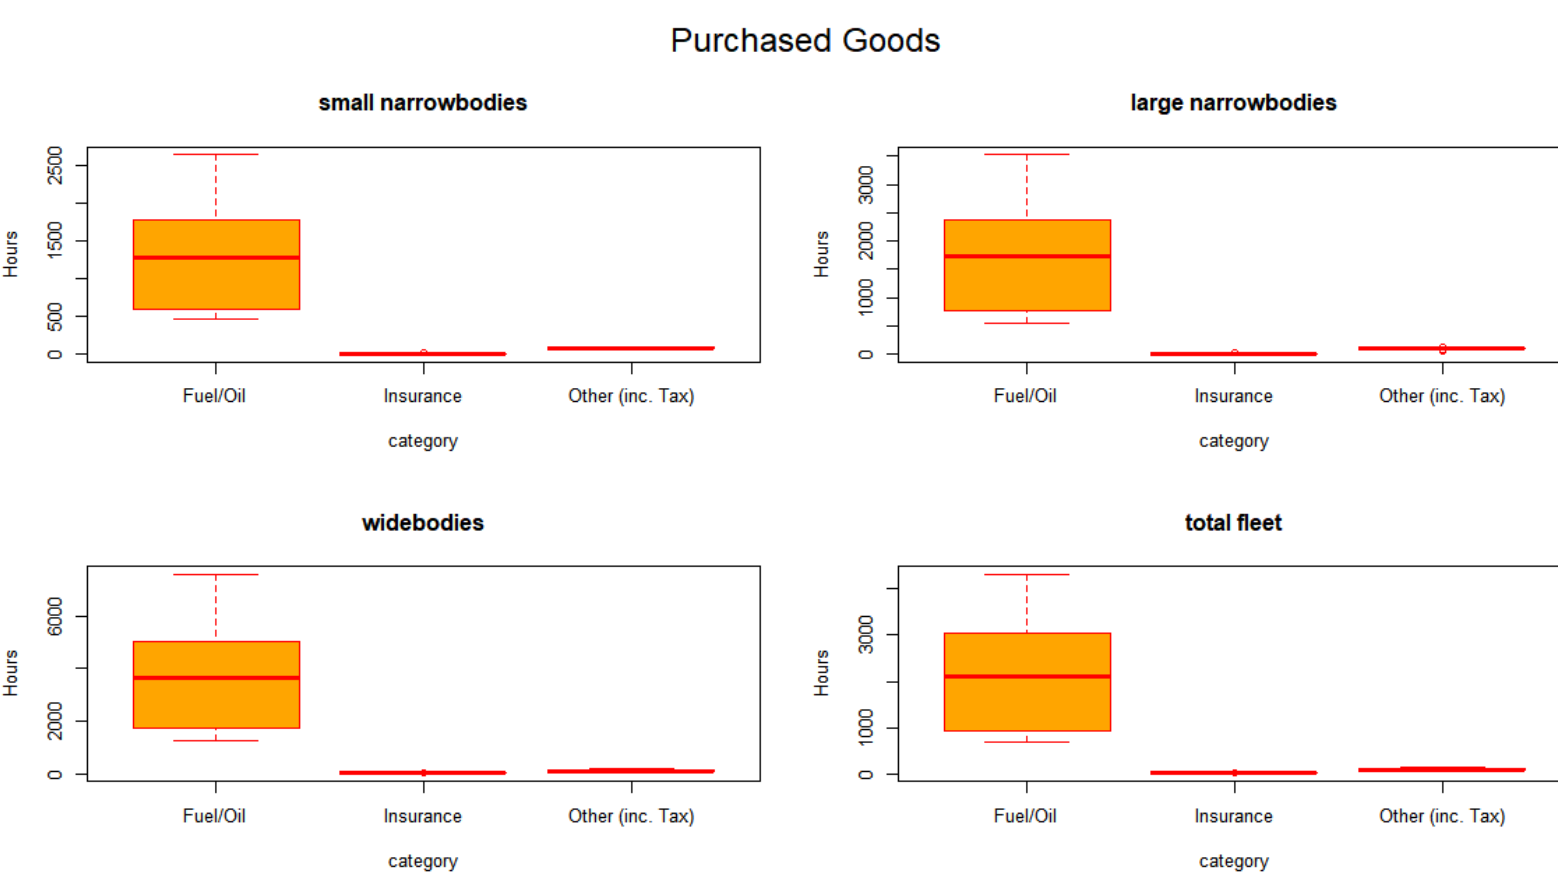 Purchased Goods
small narrowbodies
2500
1500
500
0
Hours
Fuel/Oil Insurance Other (inc. Tax)
category
large narrowbodies
3000
2000
1000
0
Hours
Fuel/Oil Insurance Other (inc. Tax)
category
widebodies
6000
2000
0
Hours
Fuel/Oil Insurance Other (inc. Tax)
category
total fleet
3000
1000
0
Hours
Fuel/Oil Insurance Other (inc. Tax)
category